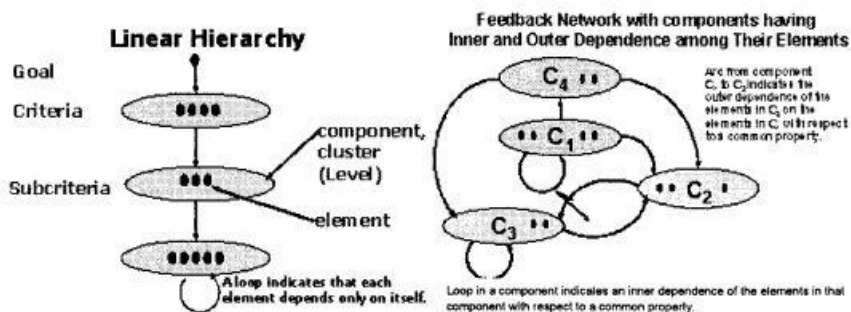 Linear Hierarchy
Goal
Criteria
Subcriteria
component,
cluster
(Level)
element
A loop indicates that each
element depends only on itself.
Feedback Network with components having
Inner and Outer Dependence among Their Elements
C4
C1
C2
C3
Arc from component
C4 to C2 indicates the
outer dependence of the
elements in C2 on the
elements in C4 with respect
to a common property.
Loop in a component indicates an inner dependence of the elements in that
component with respect to a common property.